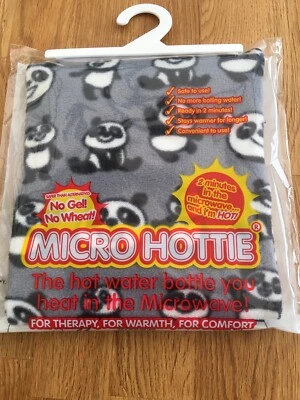 Safe to use!
No more boiling water!
Ready in 2 minutes!
Stays warmer for longer!
Convenient to use!
No Gel!
No Wheat!
2 minutes
in the
microwave...
and I'm HOT!
MICRO HOTTIE®
The hot water bottle you
heat in the Microwave!
FOR THERAPY, FOR WARMTH, FOR COMFORT